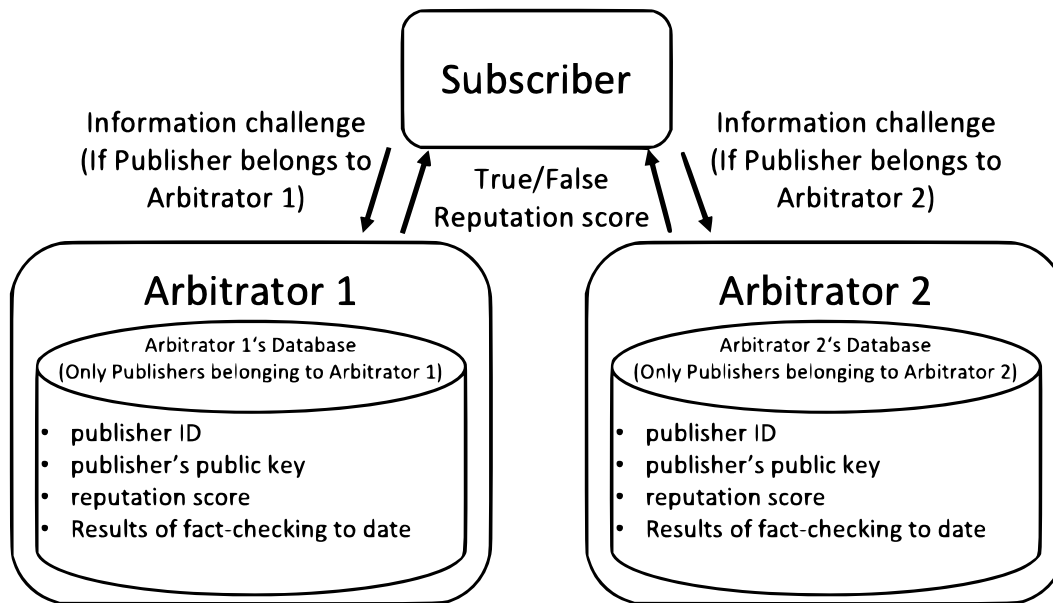 Subscriber
Information challenge
(If Publisher belongs to
Arbitrator 1)
True/False
Reputation score
Information challenge
(If Publisher belongs to
Arbitrator 2)
Arbitrator 1
Arbitrator 1‘s Database
(Only Publishers belonging to Arbitrator 1)
• publisher ID
• publisher’s public key
• reputation score
• Results of fact-checking to date
Arbitrator 2
Arbitrator 2‘s Database
(Only Publishers belonging to Arbitrator 2)
• publisher ID
• publisher’s public key
• reputation score
• Results of fact-checking to date